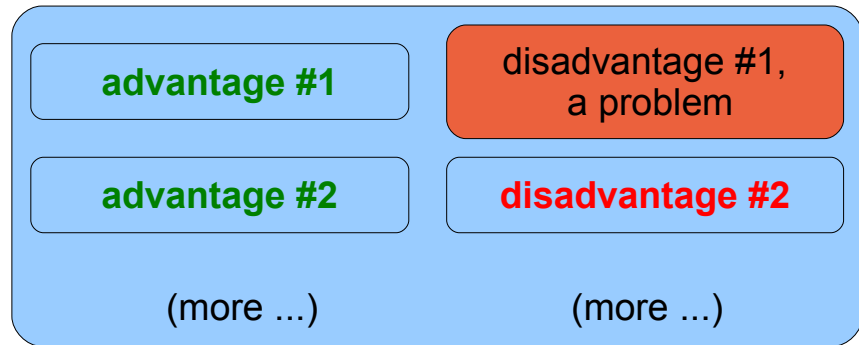 advantage #1
disadvantage #1,
a problem
advantage #2
disadvantage #2
(more ...)
(more ...)